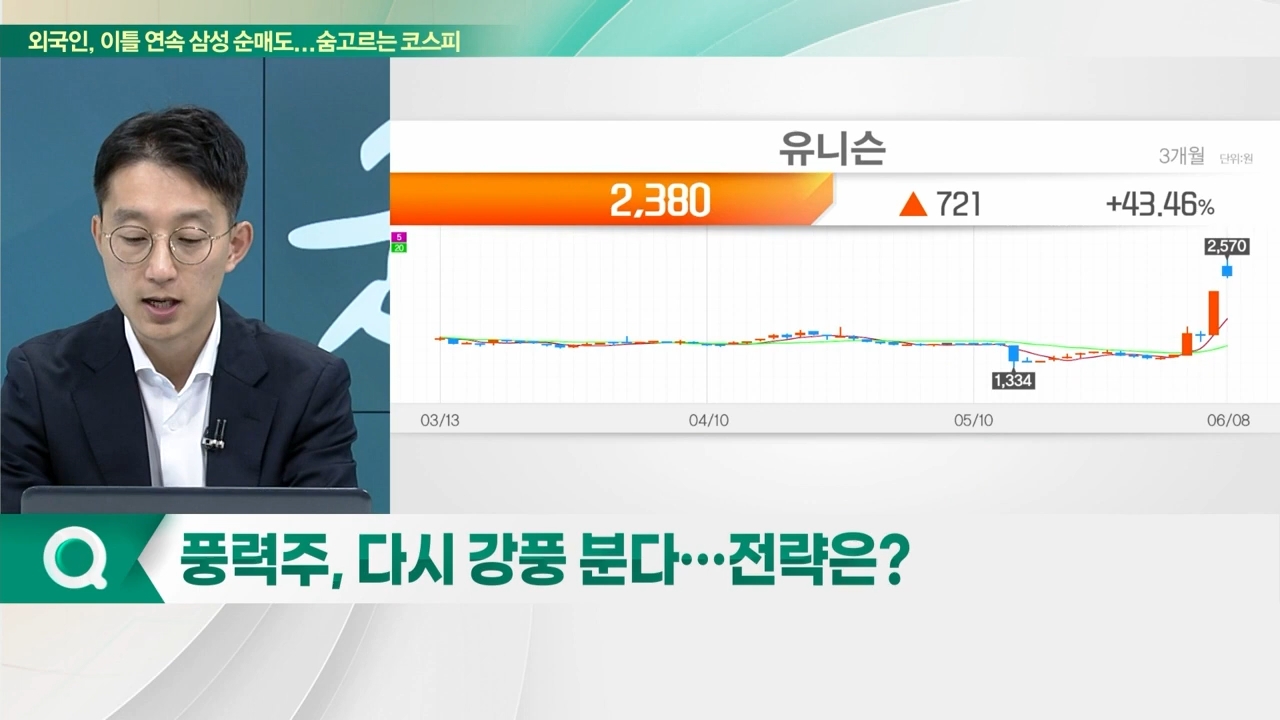 외국인, 이틀 연속 삼성 순매도...숨고르는 코스피
유니슨
3개월 단위:원
2,380 ▲ 721 +43.46%
5
20
2,570
1,334
03/13 04/10 05/10 06/08
Q 풍력주, 다시 강풍 분다…전략은?